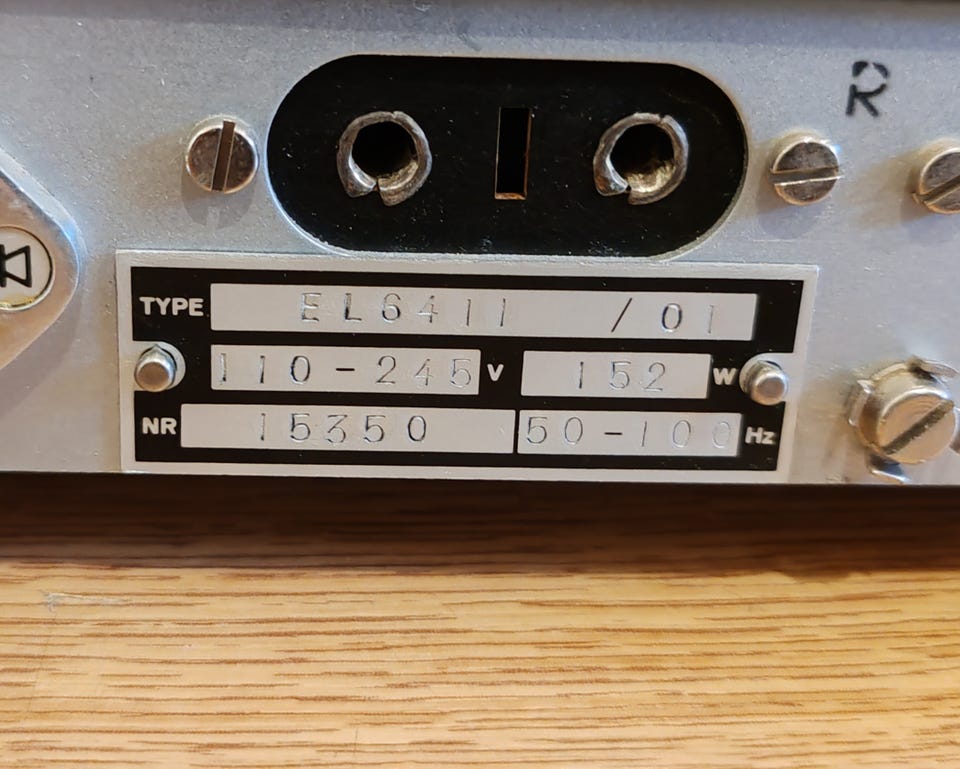 R
TYPE EL6411 /01
110-245 V 152 W
NR 15350 50-100 Hz